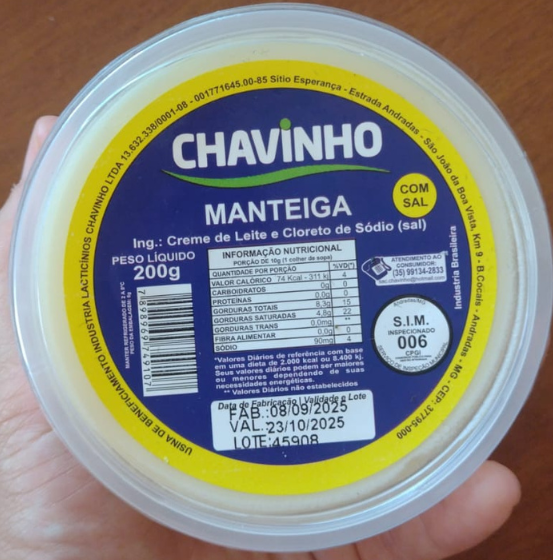 USINA DE BENEFICIAMENTO INDUSTRIA LACTICÍNIOS CHAVINHO LTDA 13.632.338/0001-08 - 001771645.00-85 Sítio Esperança - Estrada Andradas - São João da Boa Vista, Km 9 - B.Cocais - Andradas - MG - CEP: 37795-000
CHAVINHO
COM
SAL
MANTEIGA
Ing.: Creme de Leite e Cloreto de Sódio (sal)
PESO LÍQUIDO
200g
INFORMAÇÃO NUTRICIONAL
PORÇÃO DE 10g (1 colher de sopa)
QUANTIDADE POR PORÇÃO %VD(*)
VALOR CALÓRICO 74 Kcal - 311 kj 4
CARBOIDRATOS 0g 0
PROTEÍNAS 0,0g 0
GORDURAS TOTAIS 8,3g 15
GORDURAS SATURADAS 4,8g 22
GORDURAS TRANS 0,0mg **
FIBRA ALIMENTAR 0,0g 0
SÓDIO 90mg 4
*Valores Diários de referência com base
em uma dieta de 2.000 kcal ou 8.400 kj.
Seus valores diários podem ser maiores
ou menores dependendo de suas
necessidades energéticas.
** Valores Diários não estabelecidos
ATENDIMENTO AO
CONSUMIDOR:
(35) 99134-2833
Indústria Brasileira
S.I.M.
INSPECIONADO
006
CPGI
Data de Fabricação | Validade e Lote
FAB.:08/09/2025
VAL.:23/10/2025
LOTE:45908